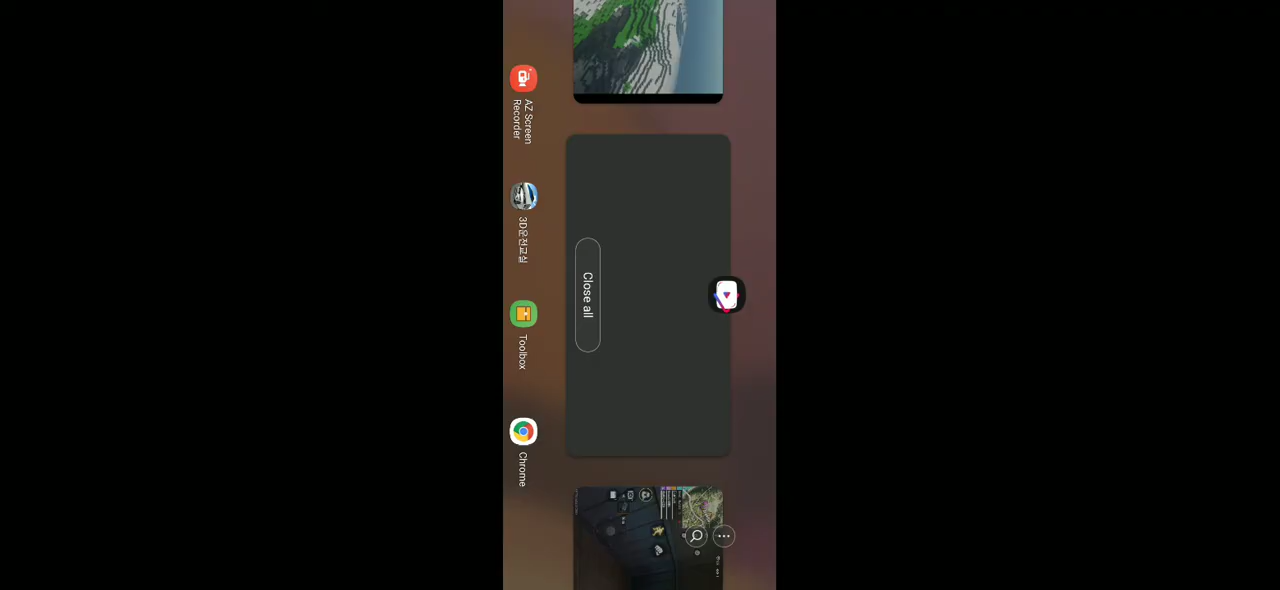 AZ Screen
Recorder
3D운전교실
Toolbox
Chrome
Close all